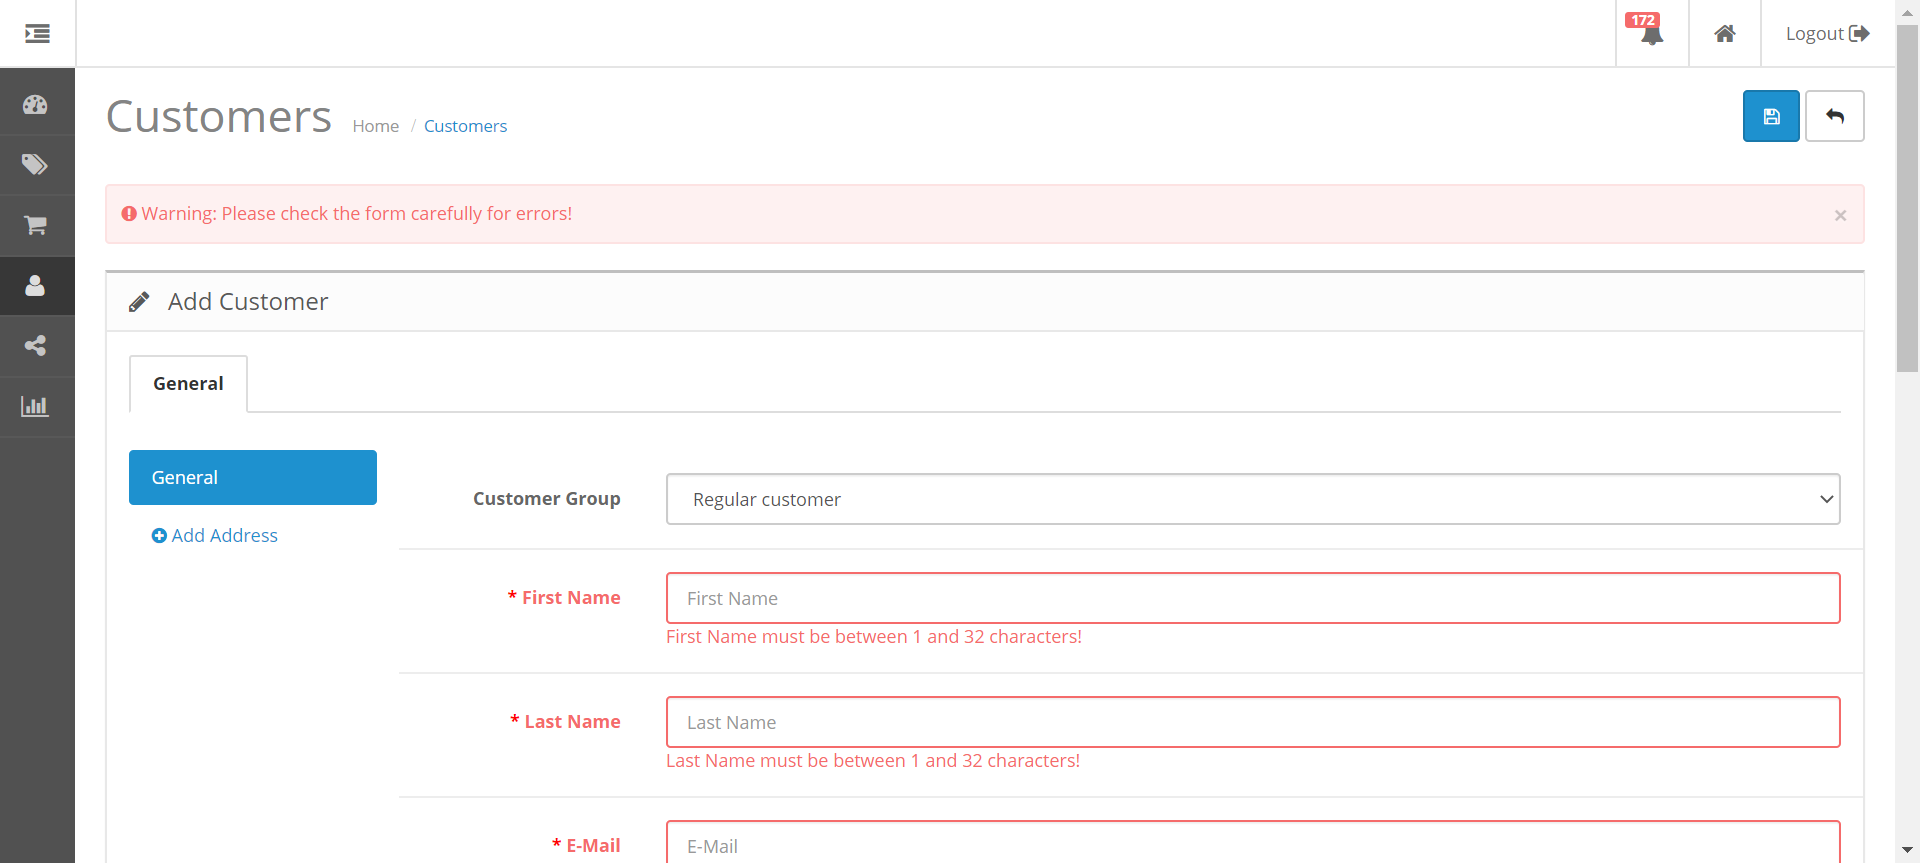 172
Logout
Customers
Home / Customers
Warning: Please check the form carefully for errors!
×
Add Customer
General
General
Customer Group
Regular customer
Add Address
* First Name
First Name
First Name must be between 1 and 32 characters!
* Last Name
Last Name
Last Name must be between 1 and 32 characters!
* E-Mail
E-Mail